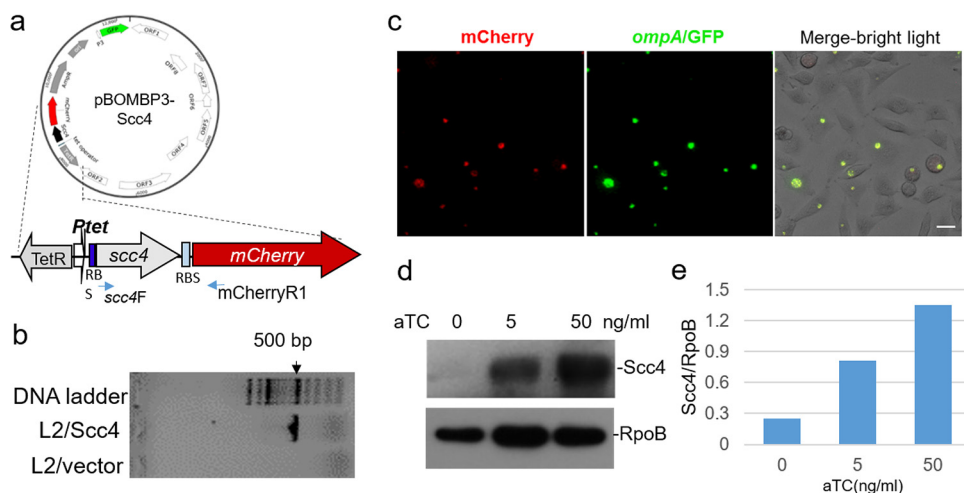 a
GFP
P3
ORF1
ORF8
ORF7
ORF6
ORF5
ORF4
ORF3
ORF2
mCherry
Scc4
tet operator
pBOMBP3-
Scc4
Ptet
TetR
scc4
mCherry
RB
S
RBS
scc4F
mCherryR1
b
500 bp
DNA ladder
L2/Scc4
L2/vector
c
mCherry
ompA/GFP
Merge-bright light
d
aTC 0 5 50 ng/ml
-Scc4
-RpoB
e
Scc4/RpoB
1.5
1.2
0.9
0.6
0.3
0
0 5 50
aTC(ng/ml)